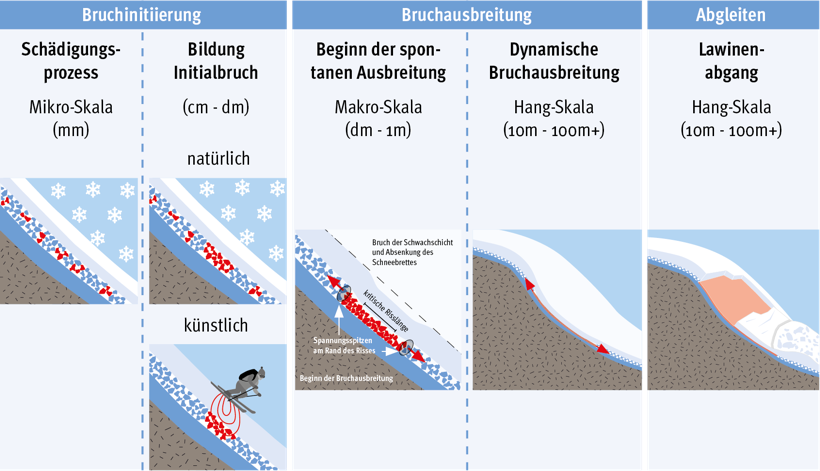 Bruchinitiierung
Bruchausbreitung
Abgleiten
Schädigungs-
prozess
Mikro-Skala
(mm)
Bildung
Initialbruch
(cm - dm)
natürlich
künstlich
Beginn der spon-
tanen Ausbreitung
Makro-Skala
(dm - 1m)
Bruch der Schwachschicht
und Absenkung des
Schneebrettes
kritische Risslänge
Spannungsspitzen
am Rand des Risses
Beginn der Bruchausbreitung
Dynamische
Bruchausbreitung
Hang-Skala
(10m - 100m+)
Lawinen-
abgang
Hang-Skala
(10m - 100m+)